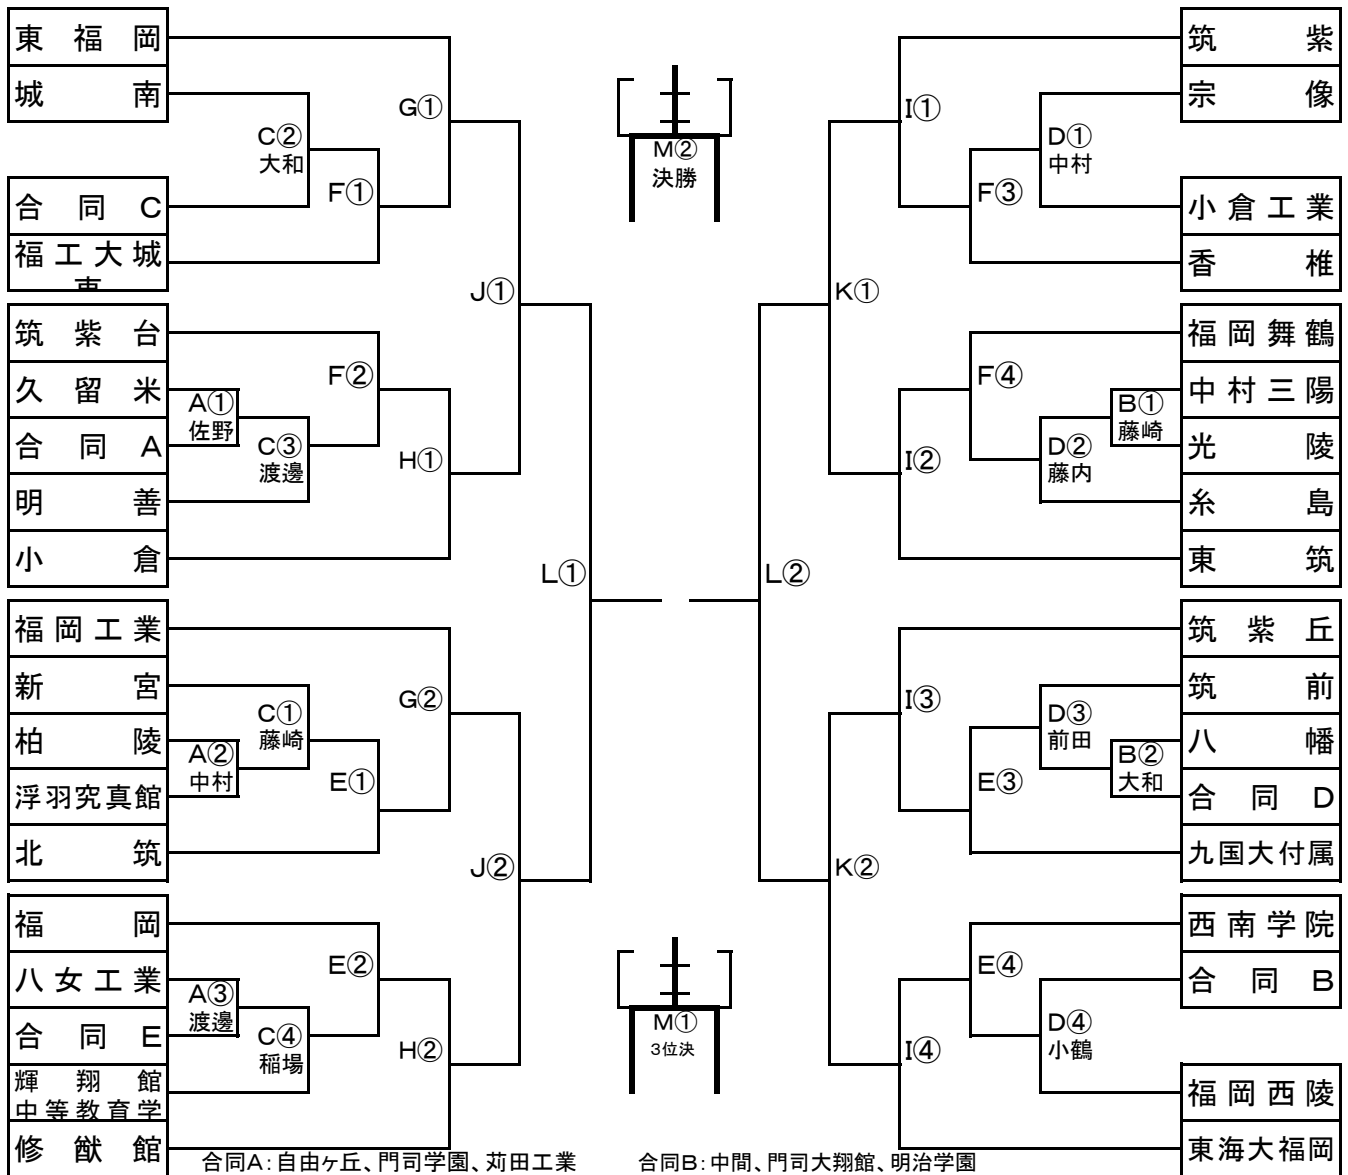 東福岡
城南
合同C
福工大城
東
筑紫台
久留米
合同A
明善
小倉
福岡工業
新宮
柏陵
浮羽究真館
北筑
福岡
八女工業
合同E
輝翔館
中等教育学
修猷館
A①
佐野
A②
中村
A③
渡邊
C②
大和
C③
渡邊
C①
藤崎
C④
稲場
F①
F②
E①
E②
G①
H①
G②
H②
J①
J②
L①
M②
決勝
M①
3位決
L②
K①
K②
I①
I②
I③
I④
F③
F④
E③
E④
D①
中村
D②
藤内
D③
前田
D④
小鶴
B①
藤崎
B②
大和
筑紫
宗像
小倉工業
香椎
福岡舞鶴
中村三陽
光陵
糸島
東筑
筑紫丘
筑前
八幡
合同D
九国大付属
西南学院
合同B
福岡西陵
東海大福岡
合同A:自由ヶ丘、門司学園、苅田工業
合同B:中間、門司大翔館、明治学園